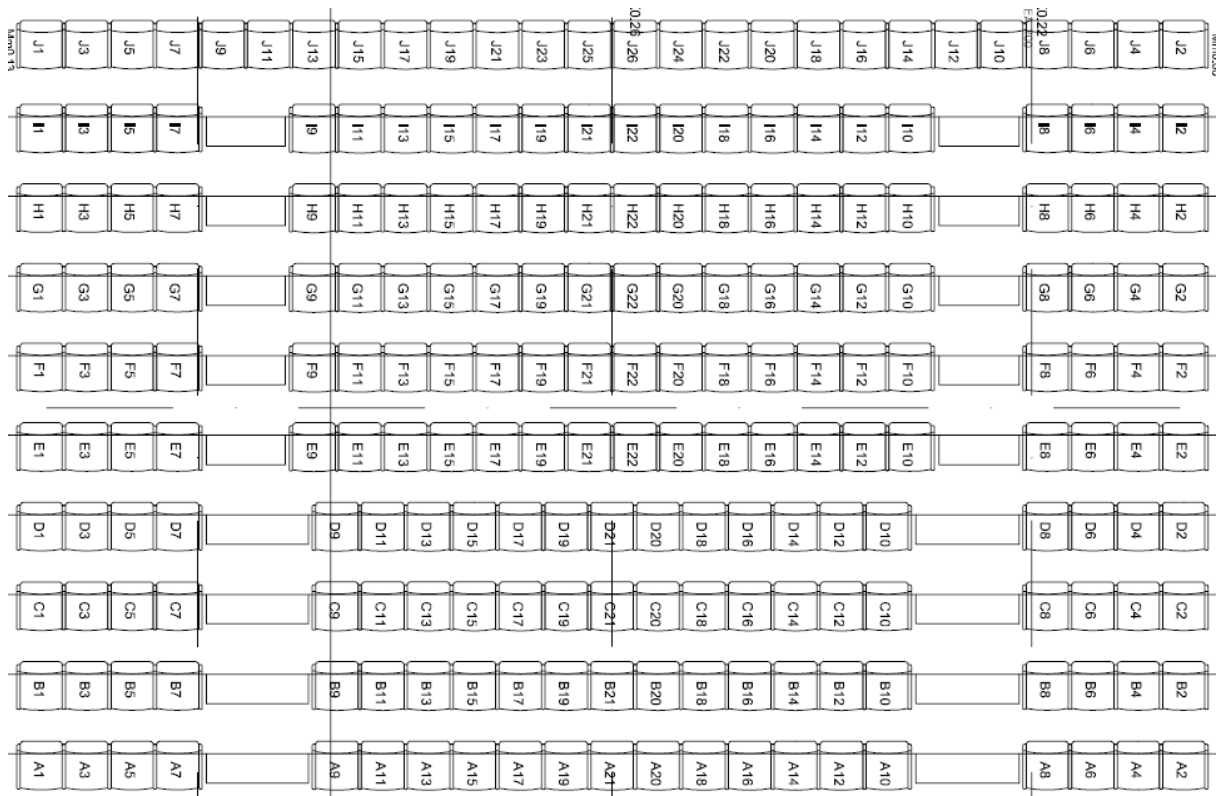 J1 J3 J5 J7 J9 J11 J13 J15 J17 J19 J21 J23 J25 J26 J24 J22 J20 J18 J16 J14 J12 J10 J8 J6 J4 J2
I1 I3 I5 I7 I9 I11 I13 I15 I17 I19 I21 I22 I20 I18 I16 I14 I12 I10 I8 I6 I4 I2
H1 H3 H5 H7 H9 H11 H13 H15 H17 H19 H21 H22 H20 H18 H16 H14 H12 H10 H8 H6 H4 H2
G1 G3 G5 G7 G9 G11 G13 G15 G17 G19 G21 G22 G20 G18 G16 G14 G12 G10 G8 G6 G4 G2
F1 F3 F5 F7 F9 F11 F13 F15 F17 F19 F21 F22 F20 F18 F16 F14 F12 F10 F8 F6 F4 F2
E1 E3 E5 E7 E9 E11 E13 E15 E17 E19 E21 E22 E20 E18 E16 E14 E12 E10 E8 E6 E4 E2
D1 D3 D5 D7 D9 D11 D13 D15 D17 D19 D21 D20 D18 D16 D14 D12 D10 D8 D6 D4 D2
C1 C3 C5 C7 C9 C11 C13 C15 C17 C19 C21 C20 C18 C16 C14 C12 C10 C8 C6 C4 C2
B1 B3 B5 B7 B9 B11 B13 B15 B17 B19 B21 B20 B18 B16 B14 B12 B10 B8 B6 B4 B2
A1 A3 A5 A7 A9 A11 A13 A15 A17 A19 A21 A20 A18 A16 A14 A12 A10 A8 A6 A4 A2